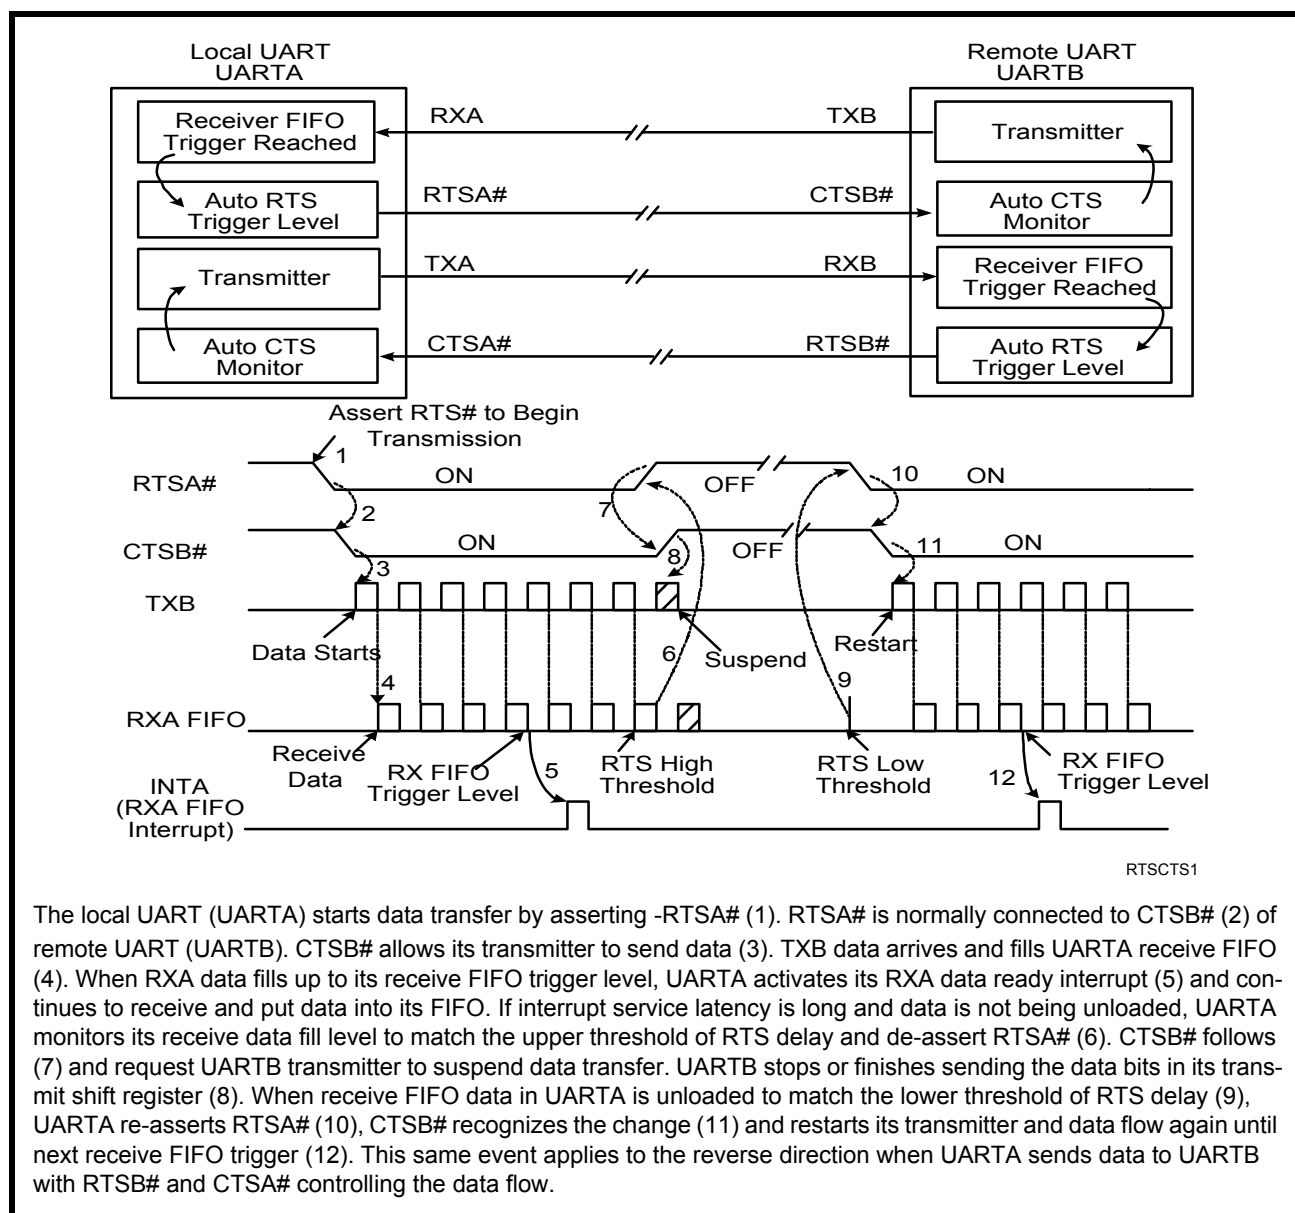 Local UART
UARTA
Remote UART
UARTB
Receiver FIFO
Trigger Reached
RXA
TXB
Transmitter
Auto RTS
Trigger Level
RTSA#
CTSB#
Auto CTS
Monitor
Transmitter
TXA
RXB
Receiver FIFO
Trigger Reached
Auto CTS
Monitor
CTSA#
RTSB#
Auto RTS
Trigger Level
Assert RTS# to Begin
Transmission
1
RTSA#
ON
OFF
10
ON
2
7
CTSB#
ON
8
OFF
11
ON
3
TXB
Data Starts
6
Suspend
Restart
4
9
RXA FIFO
Receive
Data
RX FIFO
Trigger Level
5
RTS High
Threshold
RTS Low
Threshold
12
RX FIFO
Trigger Level
INTA
(RXA FIFO
Interrupt)
RTSCTS1
The local UART (UARTA) starts data transfer by asserting -RTSA# (1). RTSA# is normally connected to CTSB# (2) of
remote UART (UARTB). CTSB# allows its transmitter to send data (3). TXB data arrives and fills UARTA receive FIFO
(4). When RXA data fills up to its receive FIFO trigger level, UARTA activates its RXA data ready interrupt (5) and con-
tinues to receive and put data into its FIFO. If interrupt service latency is long and data is not being unloaded, UARTA
monitors its receive data fill level to match the upper threshold of RTS delay and de-assert RTSA# (6). CTSB# follows
(7) and request UARTB transmitter to suspend data transfer. UARTB stops or finishes sending the data bits in its trans-
mit shift register (8). When receive FIFO data in UARTA is unloaded to match the lower threshold of RTS delay (9),
UARTA re-asserts RTSA# (10), CTSB# recognizes the change (11) and restarts its transmitter and data flow again until
next receive FIFO trigger (12). This same event applies to the reverse direction when UARTA sends data to UARTB
with RTSB# and CTSA# controlling the data flow.